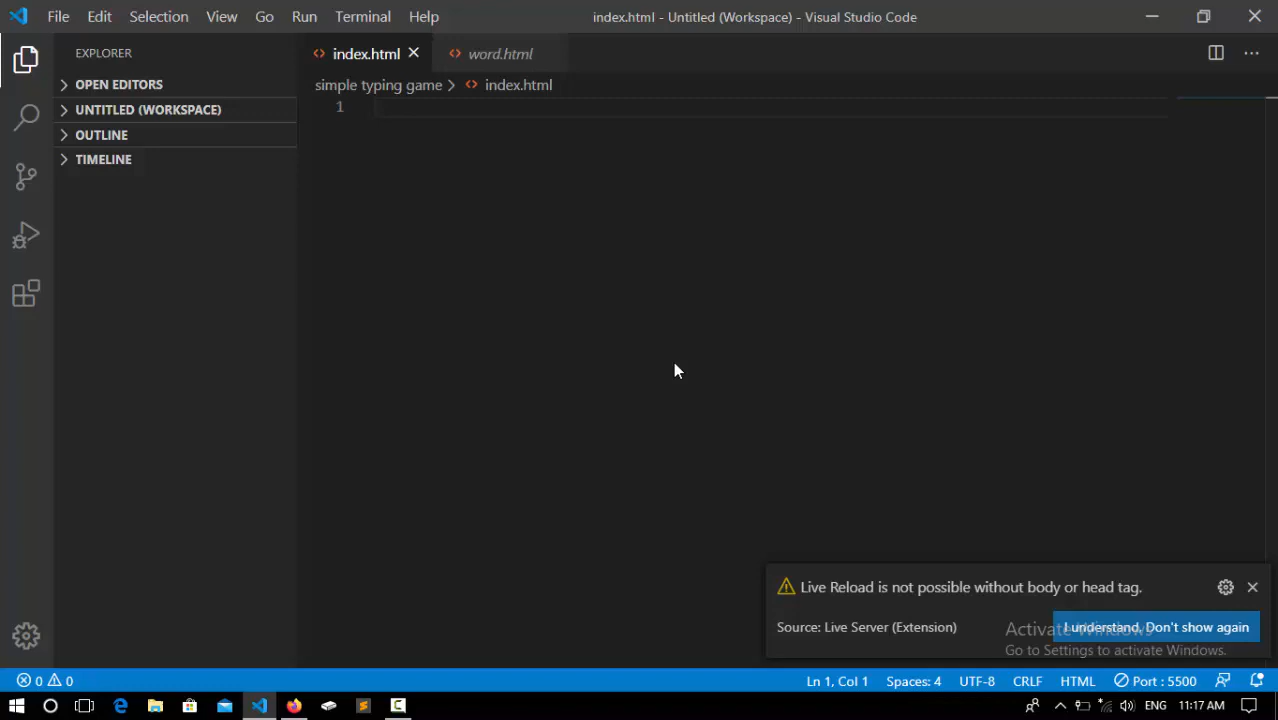 File Edit Selection View Go Run Terminal Help index.html - Untitled (Workspace) - Visual Studio Code
EXPLORER
index.html
word.html
OPEN EDITORS
simple typing game
index.html
UNTITLED (WORKSPACE)
1
OUTLINE
TIMELINE
Live Reload is not possible without body or head tag.
Source: Live Server (Extension)
I understand, Don't show again
Activate Windows
Go to Settings to activate Windows.
0 0
Ln 1, Col 1 Spaces: 4 UTF-8 CRLF HTML Port : 5500
ENG 11:17 AM